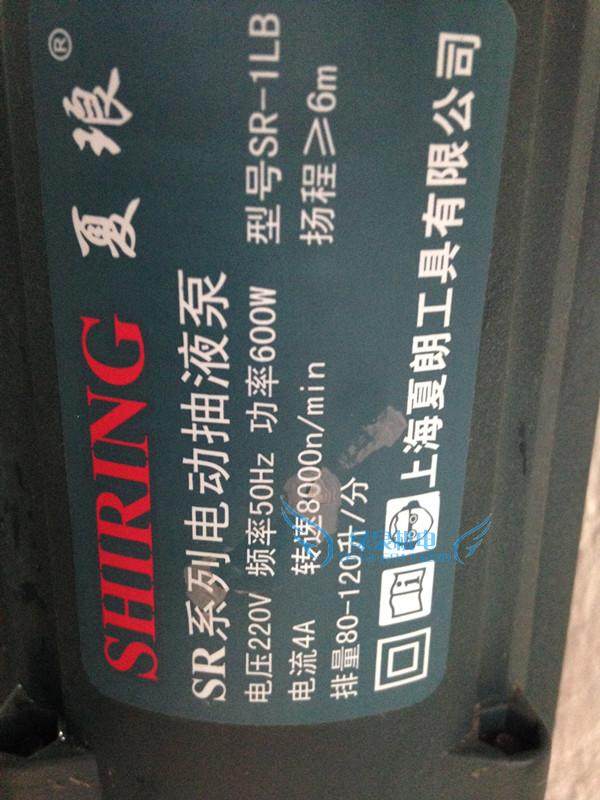 SHIRING 夏琅®
SR系列电动抽液泵
电压220V 频率50Hz 功率600W 型号SR-1LB
电流4A 转速8000n/min 扬程≥6m
排量80-120升/分
上海夏朗工具有限公司